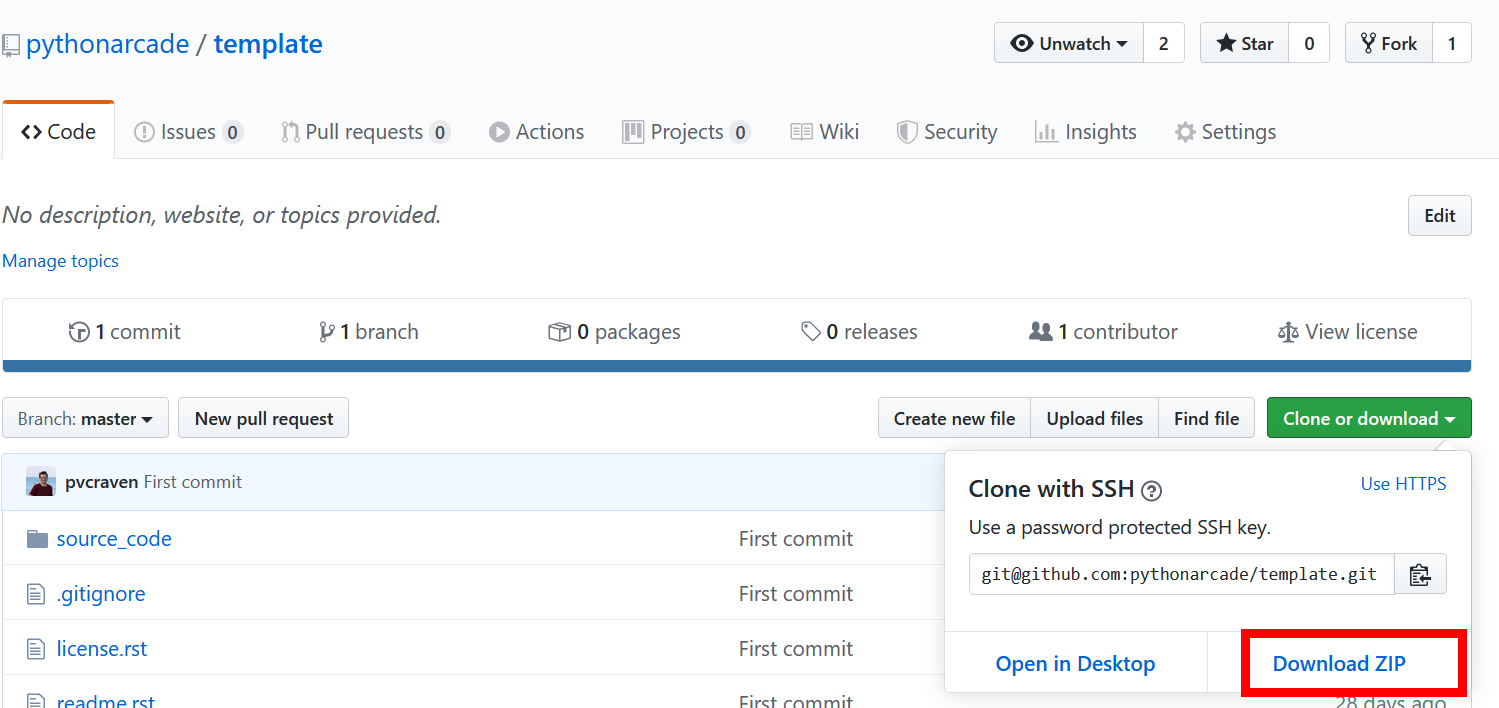 pythonarcade / template
Unwatch 2 Star 0 Fork 1
Code Issues 0 Pull requests 0 Actions Projects 0 Wiki Security Insights Settings
No description, website, or topics provided.
Edit
Manage topics
1 commit 1 branch 0 packages 0 releases 1 contributor View license
Branch: master New pull request Create new file Upload files Find file Clone or download
pvcraven First commit
Clone with SSH ? Use HTTPS
Use a password protected SSH key.
git@github.com:pythonarcade/template.git
Open in Desktop Download ZIP
source_code First commit
.gitignore First commit
license.rst First commit
readme.rst First commit 28 days ago